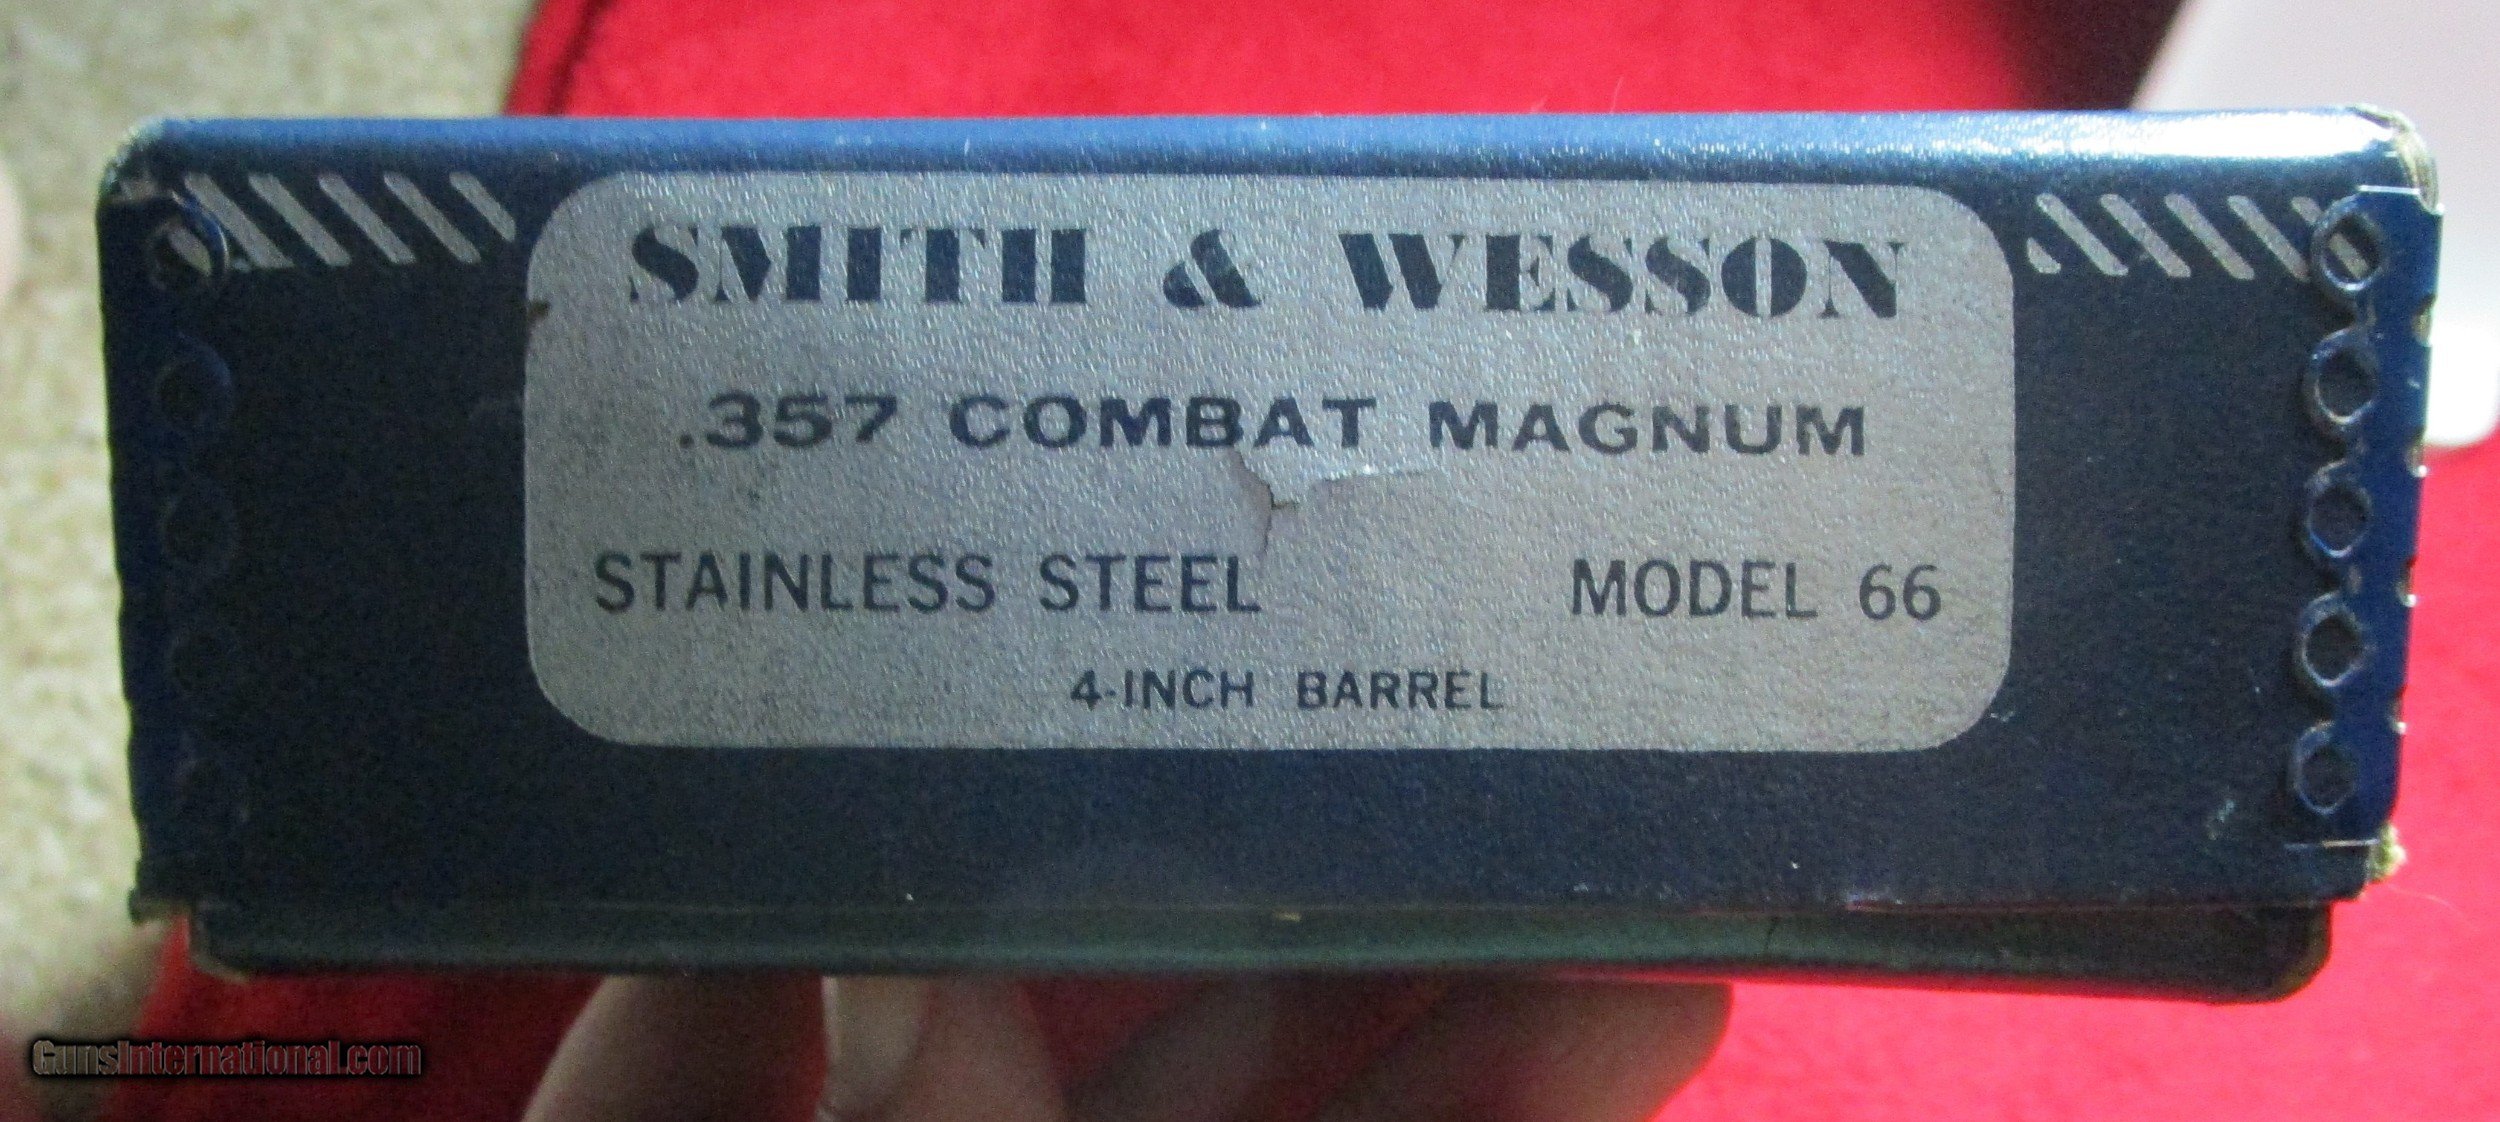 SMITH & WESSON
.357 COMBAT MAGNUM
STAINLESS STEEL MODEL 66
4-INCH BARREL
GunsInternational.com